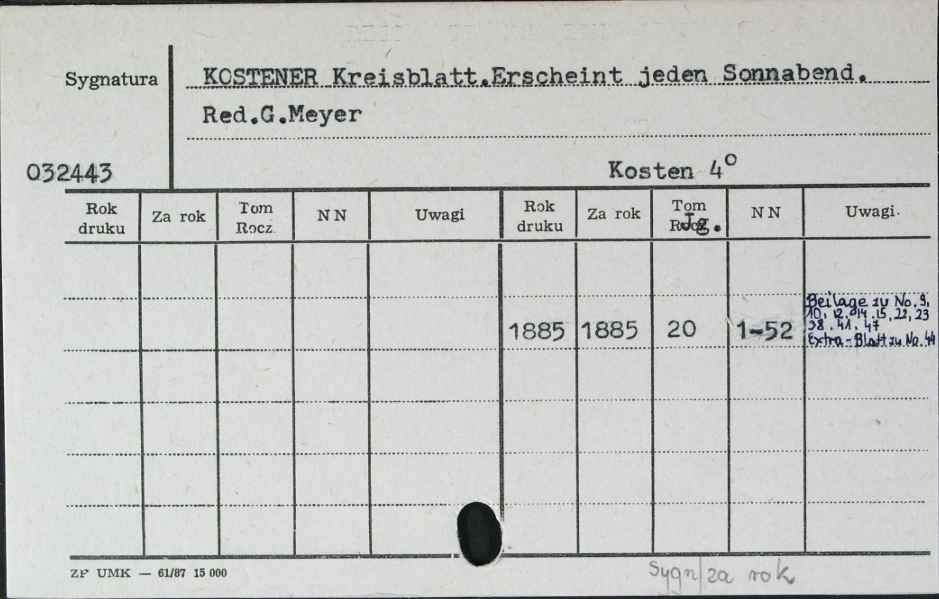 Sygnatura
KOSTENER Kreisblatt.Erscheint jeden Sonnabend.
Red.G.Meyer
032443
Kosten 4°
Rok druku Za rok Tom Rocz. NN Uwagi Rok druku Za rok Tom Jg. NN Uwagi
1885 1885 20 1-52
Beilage zu No. 9,
10, 12, 14, 15, 22, 23
38, 41, 47
Extra-Blatt zu No. 44
ZP UMK — 61/87 15 000
Sygn/za rok